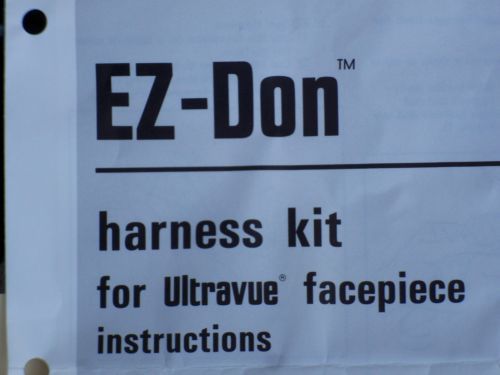 EZ-Don™
harness kit
for Ultravue® facepiece
instructions